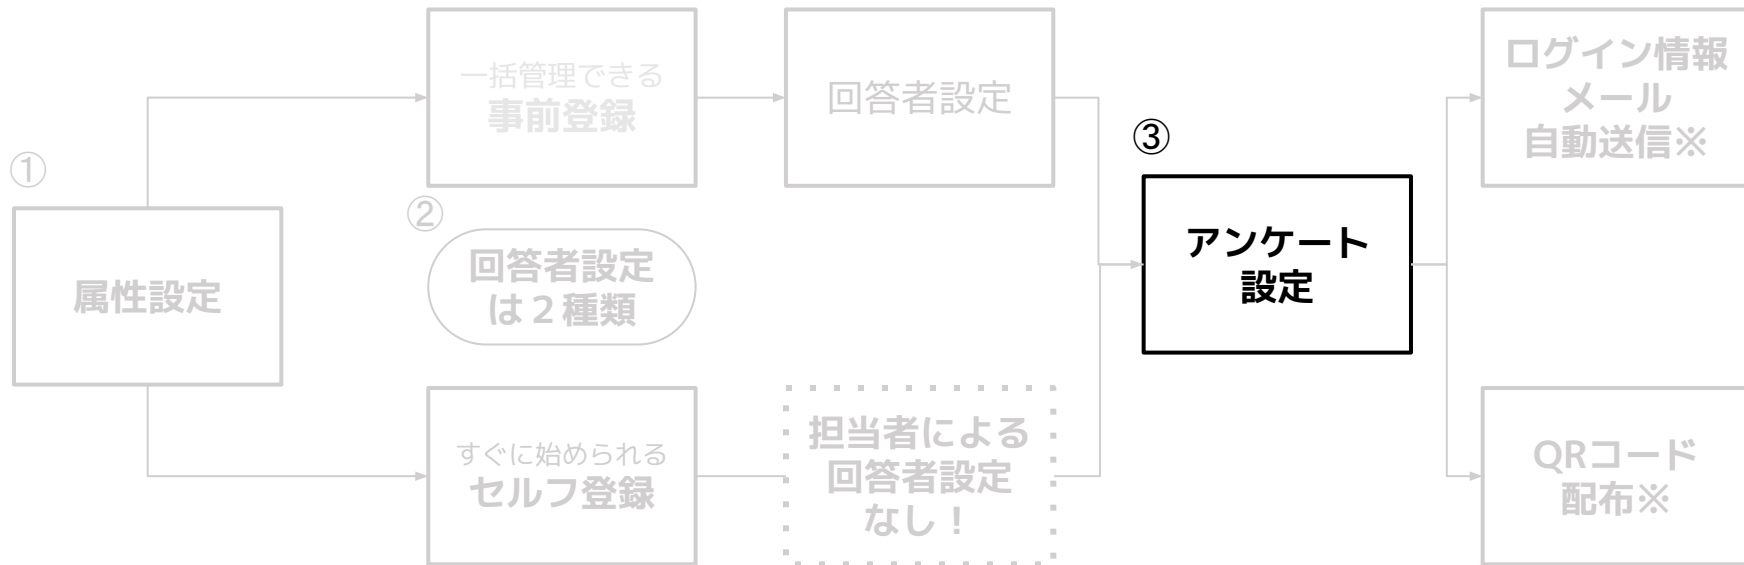 ①
属性設定
②
回答者設定
は２種類
一括管理できる
事前登録
回答者設定
すぐに始められる
セルフ登録
担当者による
回答者設定
なし！
③
アンケート
設定
ログイン情報
メール
自動送信※
QRコード
配布※